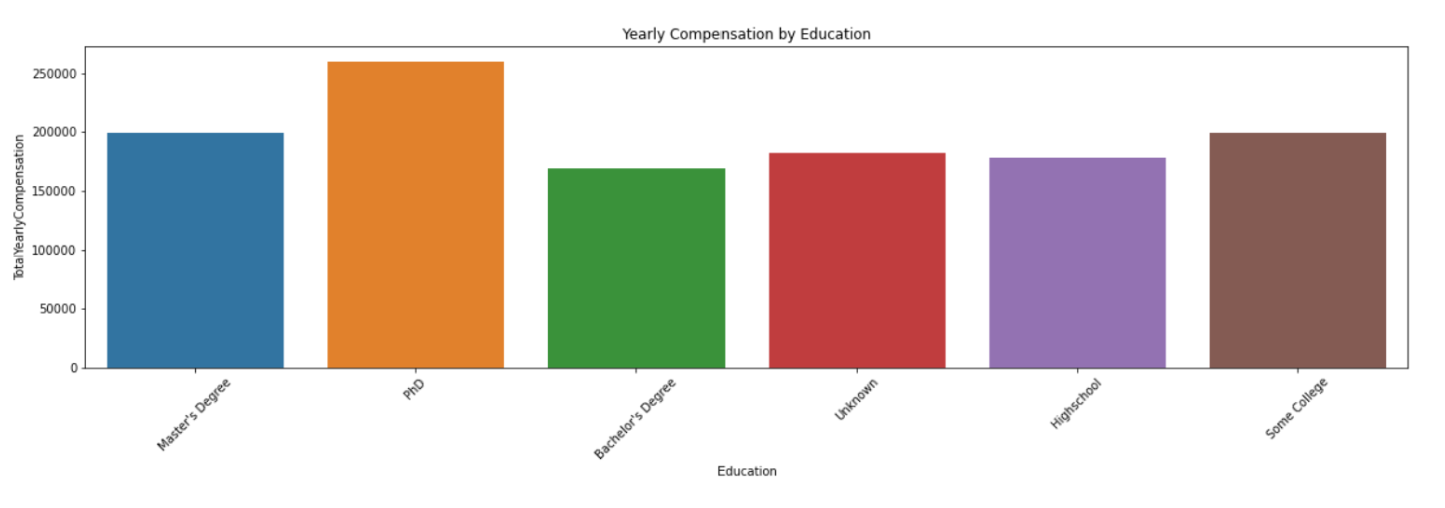 Yearly Compensation by Education
TotalYearlyCompensation
250000
200000
150000
100000
50000
0
Master's Degree
PhD
Bachelor's Degree
Unknown
Highschool
Some College
Education